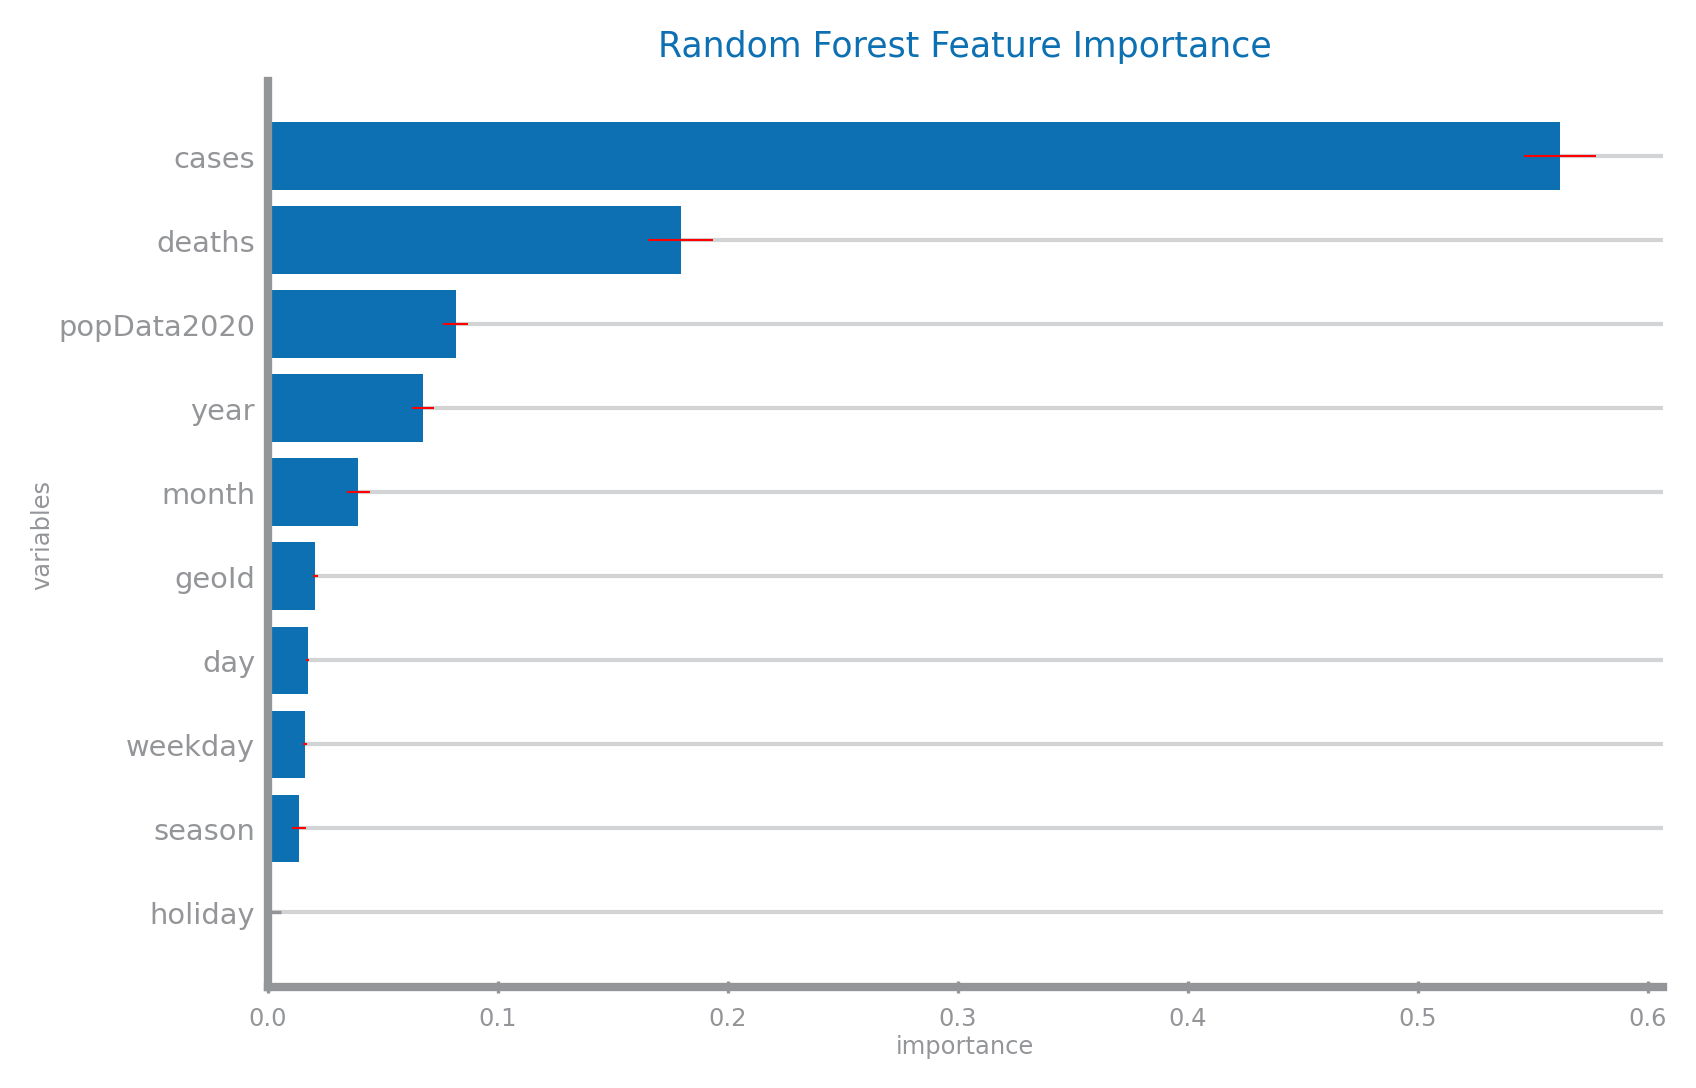 Random Forest Feature Importance
cases
deaths
popData2020
year
month
geoId
day
weekday
season
holiday
variables
0.0 0.1 0.2 0.3 0.4 0.5 0.6
importance